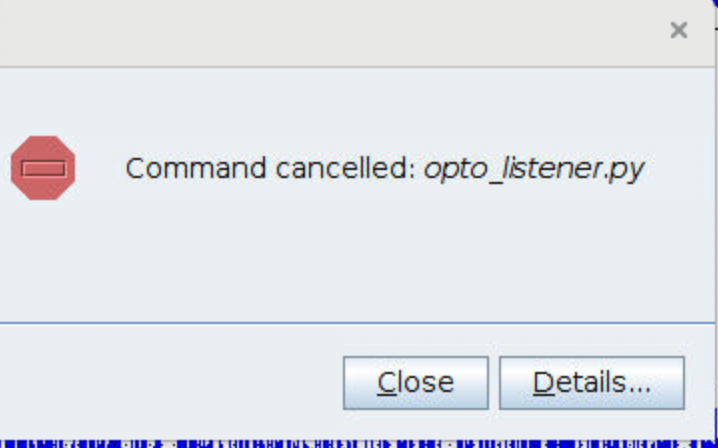 Command cancelled: opto_listener.py
Close
Details...